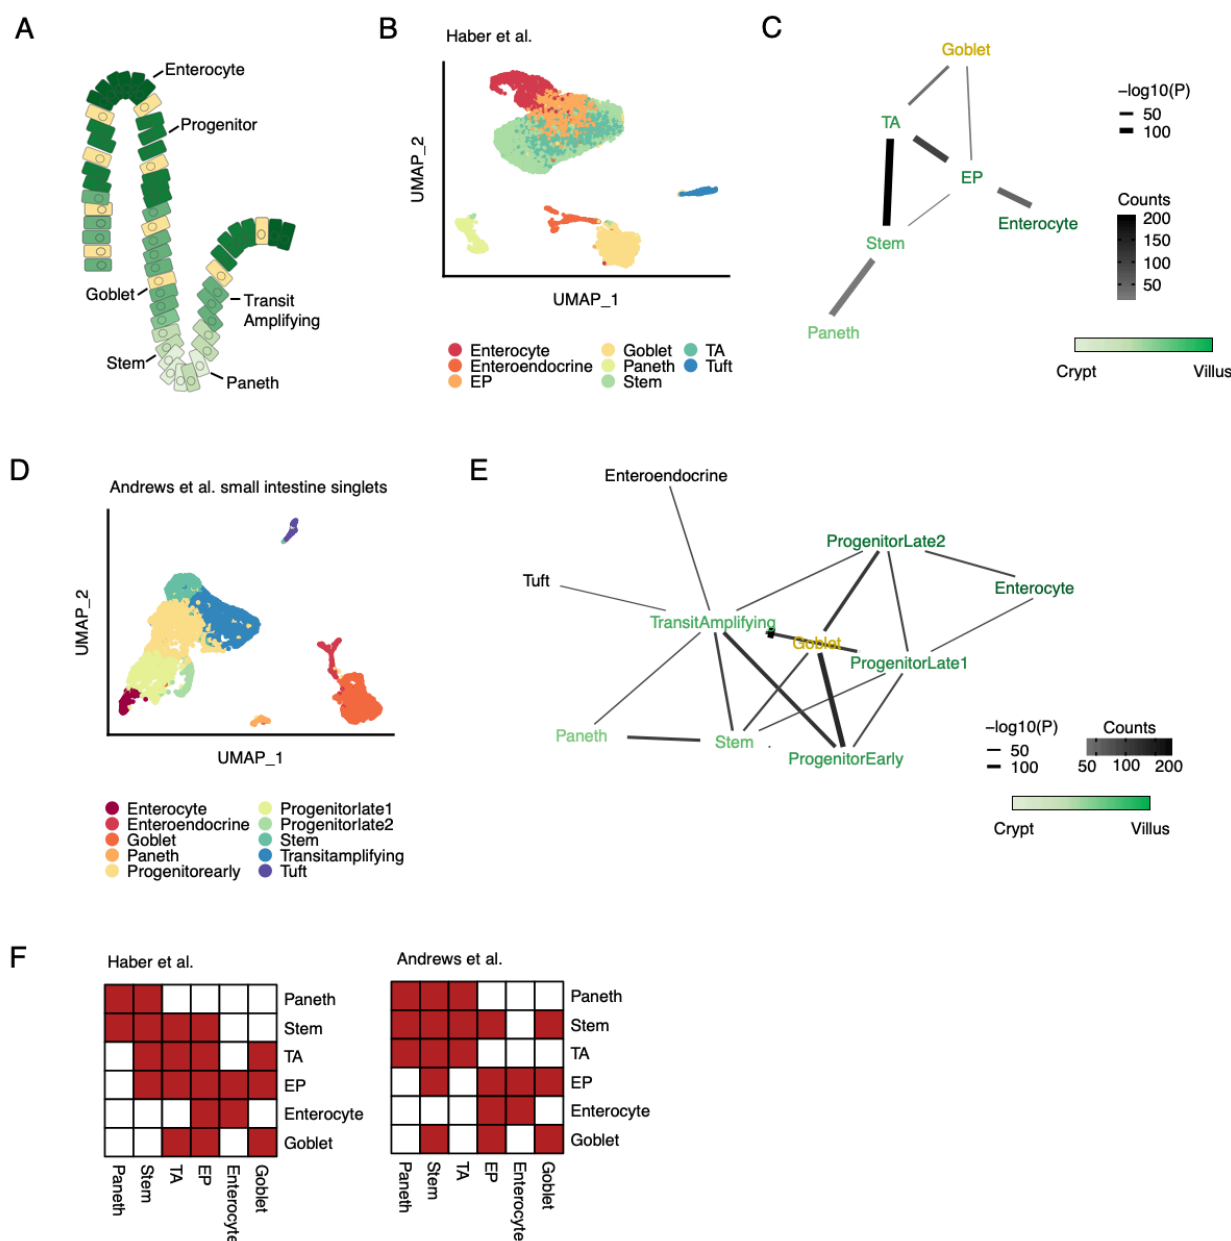 A
Enterocyte
Progenitor
Goblet
Transit
Amplifying
Stem
Paneth
B
Haber et al.
UMAP_2
UMAP_1
Enterocyte
Enteroendocrine
EP
Goblet
Paneth
Stem
TA
Tuft
C
Goblet
TA
EP
Enterocyte
Stem
Paneth
–log10(P)
50
100
Counts
200
150
100
50
Crypt
Villus
D
Andrews et al. small intestine singlets
UMAP_2
UMAP_1
Enterocyte
Enteroendocrine
Goblet
Paneth
Progenitorearly
Progenitorlate1
Progenitorlate2
Stem
Transitamplifying
Tuft
E
Enteroendocrine
ProgenitorLate2
Tuft
Enterocyte
TransitAmplifying
Goblet
ProgenitorLate1
Paneth
Stem
ProgenitorEarly
–log10(P)
50
100
Counts
50 100 200
Crypt
Villus
F
Haber et al.
Paneth
Stem
TA
EP
Enterocyte
Goblet
Paneth
Stem
TA
EP
Enterocyte
Goblet
Andrews et al.
Paneth
Stem
TA
EP
Enterocyte
Goblet
Paneth
Stem
TA
EP
Enterocyte
Goblet